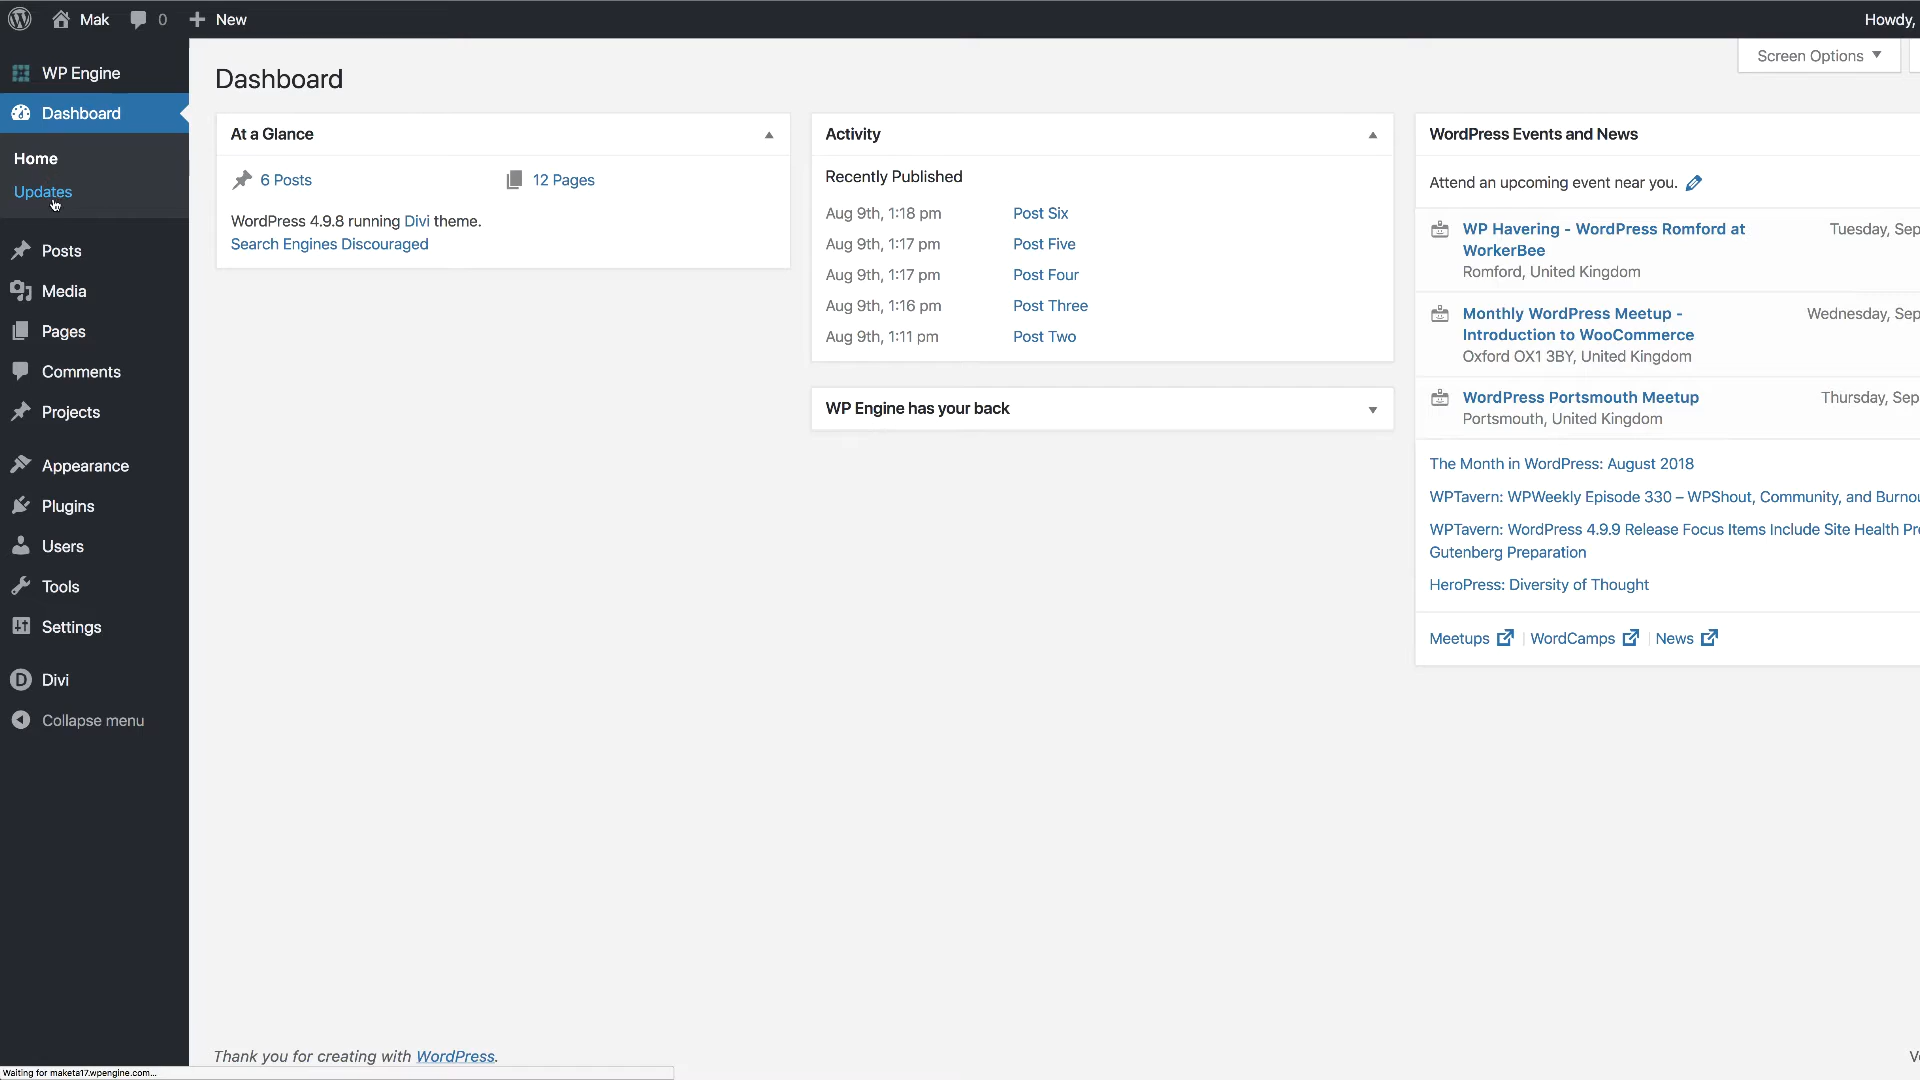 Mak 0 New Howdy,
WP Engine
Dashboard
Home
Updates
Posts
Media
Pages
Comments
Projects
Appearance
Plugins
Users
Tools
Settings
Divi
Collapse menu
Screen Options
Dashboard
At a Glance
6 Posts 12 Pages
WordPress 4.9.8 running Divi theme.
Search Engines Discouraged
Activity
Recently Published
Aug 9th, 1:18 pm Post Six
Aug 9th, 1:17 pm Post Five
Aug 9th, 1:17 pm Post Four
Aug 9th, 1:16 pm Post Three
Aug 9th, 1:11 pm Post Two
WP Engine has your back
WordPress Events and News
Attend an upcoming event near you.
WP Havering - WordPress Romford at Tuesday, Sep
WorkerBee
Romford, United Kingdom
Monthly WordPress Meetup - Wednesday, Sep
Introduction to WooCommerce
Oxford OX1 3BY, United Kingdom
WordPress Portsmouth Meetup Thursday, Sep
Portsmouth, United Kingdom
The Month in WordPress: August 2018
WPTavern: WPWeekly Episode 330 – WPShout, Community, and Burnou
WPTavern: WordPress 4.9.9 Release Focus Items Include Site Health Pr
Gutenberg Preparation
HeroPress: Diversity of Thought
Meetups | WordCamps | News
Thank you for creating with WordPress.
Waiting for maketa17.wpengine.com...